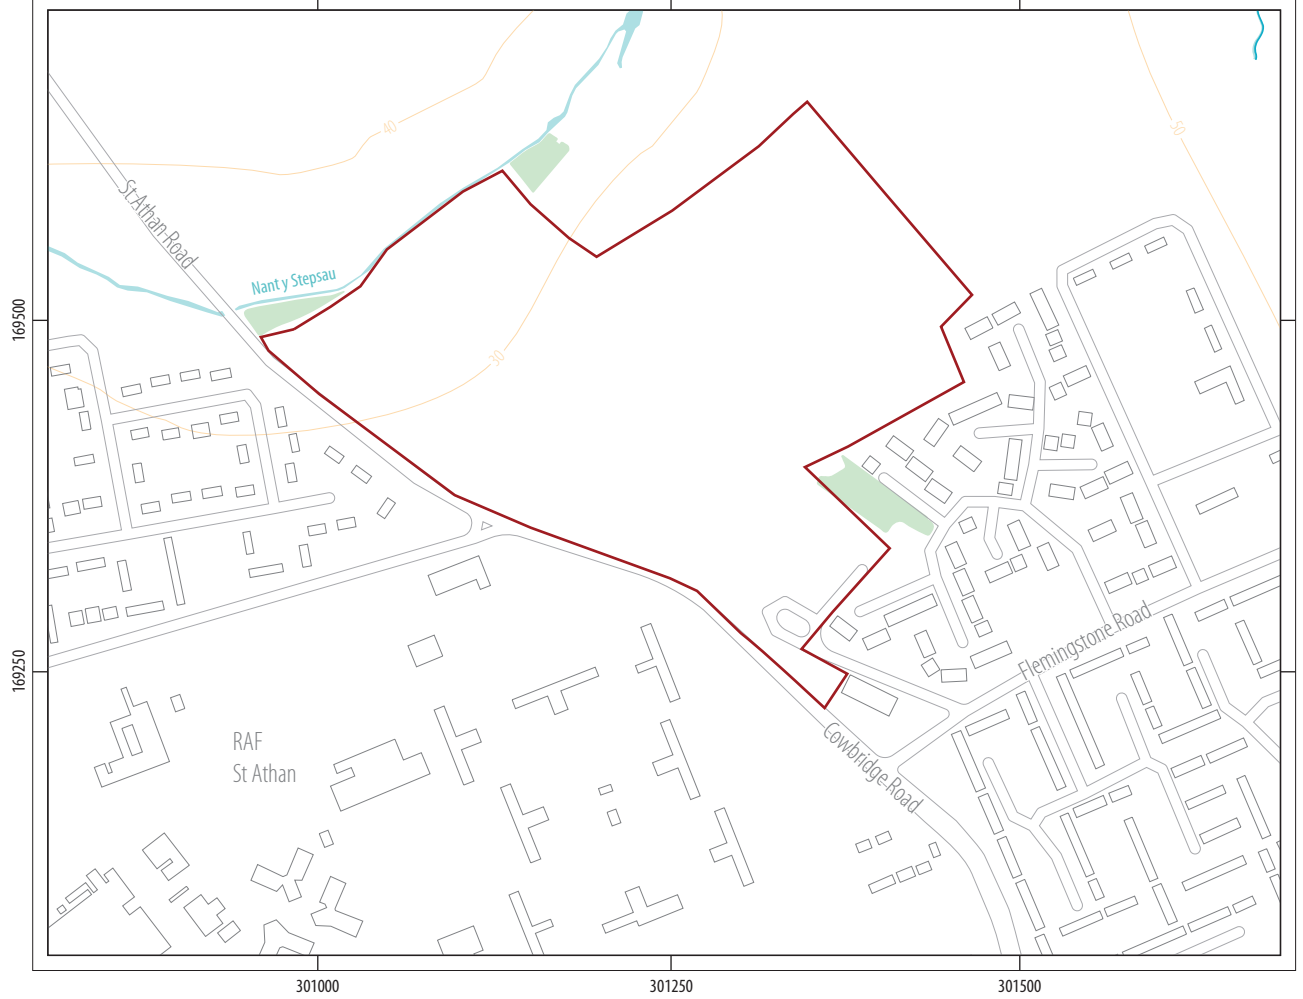 40
50
St Athan Road
Nant y Stepsau
169500
30
Flemingstone Road
169250
RAF
St Athan
Cowbridge Road
301000
301250
301500